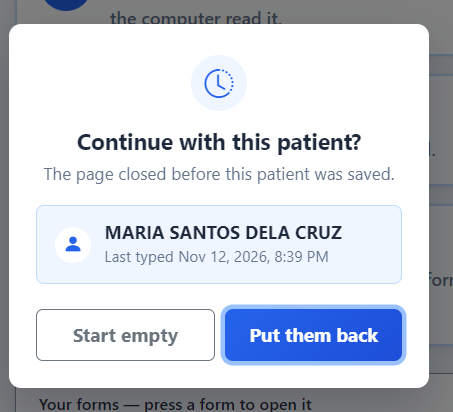 the computer read it.
Continue with this patient?
The page closed before this patient was saved.
MARIA SANTOS DELA CRUZ
Last typed Nov 12, 2026, 8:39 PM
Start empty
Put them back
Your forms — press a form to open it